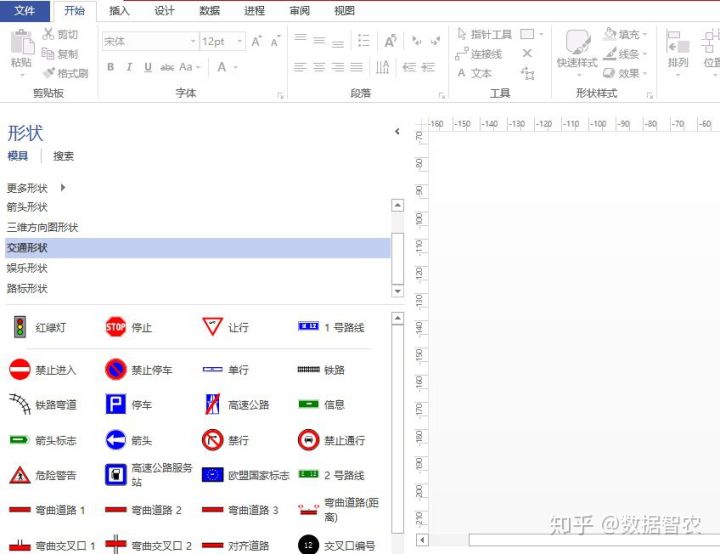 文件 开始 插入 设计 数据 进程 审阅 视图
剪切
宋体 12pt
指针工具
填充
粘贴
复制
连接线
快速样式
线条
排列
位置
格式刷
B I U abc Aa A
A 文本
效果
剪贴板 字体 段落 工具 形状样式
形状
模具 搜索
更多形状
箭头形状
三维方向图形状
交通形状
娱乐形状
路标形状
-160 -150 -140 -130 -120 -110 -100 -90 -80 -70 -60
-70
-80
-90
-100
-110
-120
-130
-140
-150
-160
-170
-180
-190
-200
-210
红绿灯 STOP 停止 让行 1 号路线
禁止进入 禁止停车 单行 铁路
铁路弯道 P 停车 高速公路 信息
箭头标志 箭头 禁行 禁止通行
危险警告 高速公路服务站 欧盟国家标志 2 号路线
弯曲道路 1 弯曲道路 2 弯曲道路 3 弯曲道路(距离)
弯曲交叉口 1 弯曲交叉口 2 对齐道路 12 交叉口编号
知乎 @数据智农